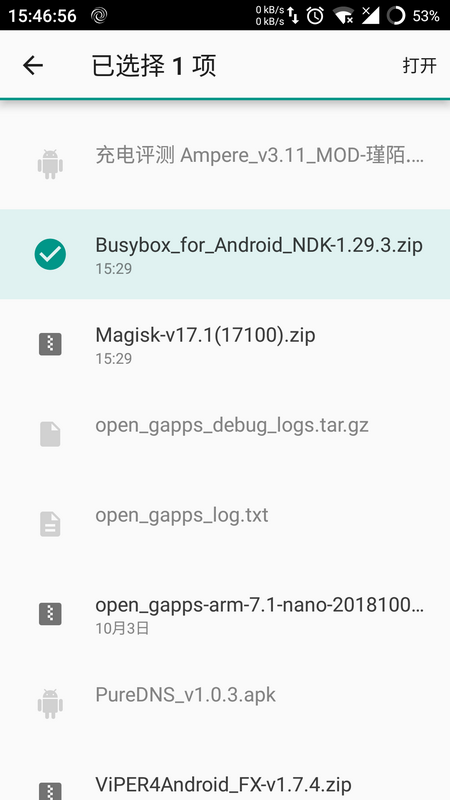 15:46:56
0 kB/s
0 kB/s
53%
已选择 1 项
打开
充电评测 Ampere_v3.11_MOD-瑾陌.…
Busybox_for_Android_NDK-1.29.3.zip
15:29
Magisk-v17.1(17100).zip
15:29
open_gapps_debug_logs.tar.gz
open_gapps_log.txt
open_gapps-arm-7.1-nano-2018100…
10月3日
PureDNS_v1.0.3.apk
ViPER4Android_FX-v1.7.4.zip